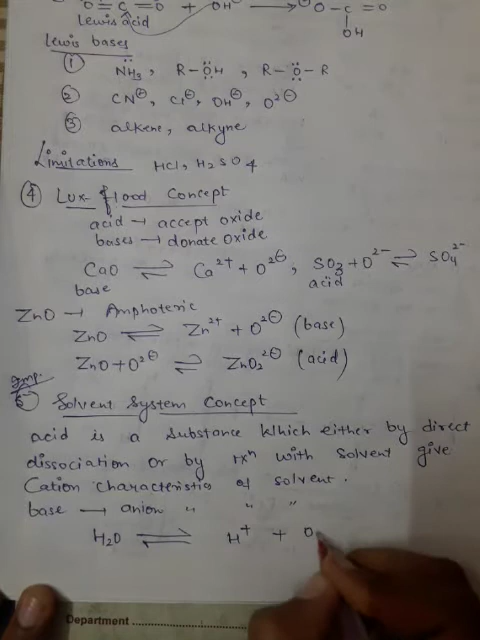 O=C=O + OH⊖ → ⊖O-C=O
OH
Lewis acid
Lewis bases
① NH₃, R-ÖH, R-Ö-R
② CN⊖, Cl⊖, OH⊖, O²⊖
③ alkene, alkyne
Limitations HCl, H₂SO4
④ Lux-flood Concept
acid → accept oxide
bases → donate oxide
CaO ⇌ Ca²⁺ + O²⊖, SO₃ + O²⁻ ⇌ SO₄²⁻
base acid
ZnO → Amphoteric
ZnO ⇌ Zn²⁺ + O²⊖ (base)
ZnO + O²⊖ ⇌ ZnO₂²⊖ (acid)
Imp.
⑤ Solvent System Concept
acid is a substance which either by direct
dissociation or by rxⁿ with solvent give
Cation characteristic of solvent.
base → anion " " "
H₂O ⇌ H⁺ + O
Department